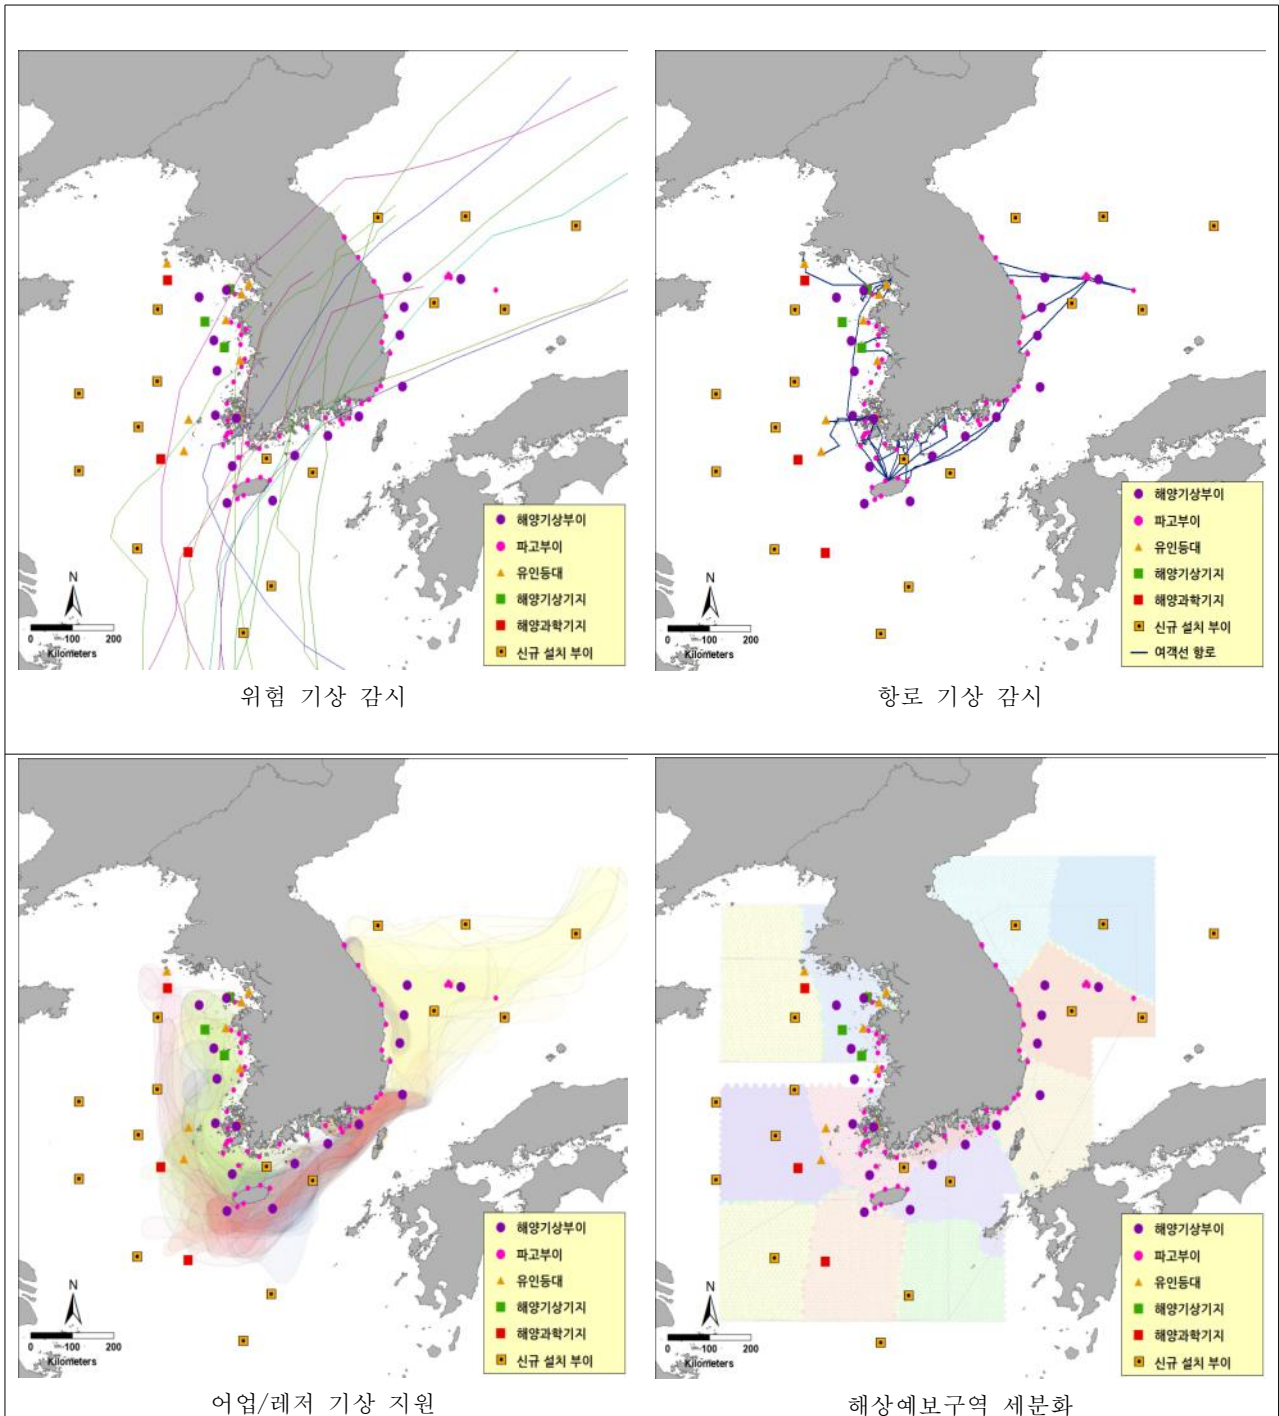 N
0 100 200
Kilometers
해양기상부이
파고부이
유인등대
해양기상기지
해양과학기지
신규 설치 부이
위험 기상 감시
N
0 100 200
Kilometers
해양기상부이
파고부이
유인등대
해양기상기지
해양과학기지
신규 설치 부이
여객선 항로
항로 기상 감시
N
0 100 200
Kilometers
해양기상부이
파고부이
유인등대
해양기상기지
해양과학기지
신규 설치 부이
어업/레저 기상 지원
N
0 100 200
Kilometers
해양기상부이
파고부이
유인등대
해양기상기지
해양과학기지
신규 설치 부이
해상예보구역 세분화